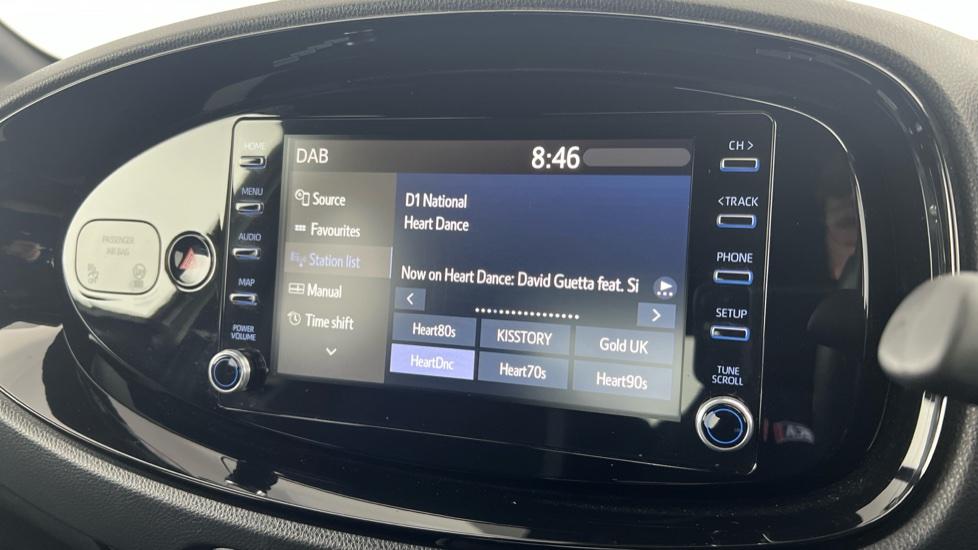 HOME
MENU
AUDIO
MAP
POWER
VOLUME
PASSENGER
AIR BAG
DAB
8:46
Source
Favourites
Station list
Manual
Time shift
D1 National
Heart Dance
Now on Heart Dance: David Guetta feat. Si
<
>
Heart80s
KISSTORY
Gold UK
HeartDnc
Heart70s
Heart90s
CH >
< TRACK
PHONE
SETUP
TUNE
SCROLL